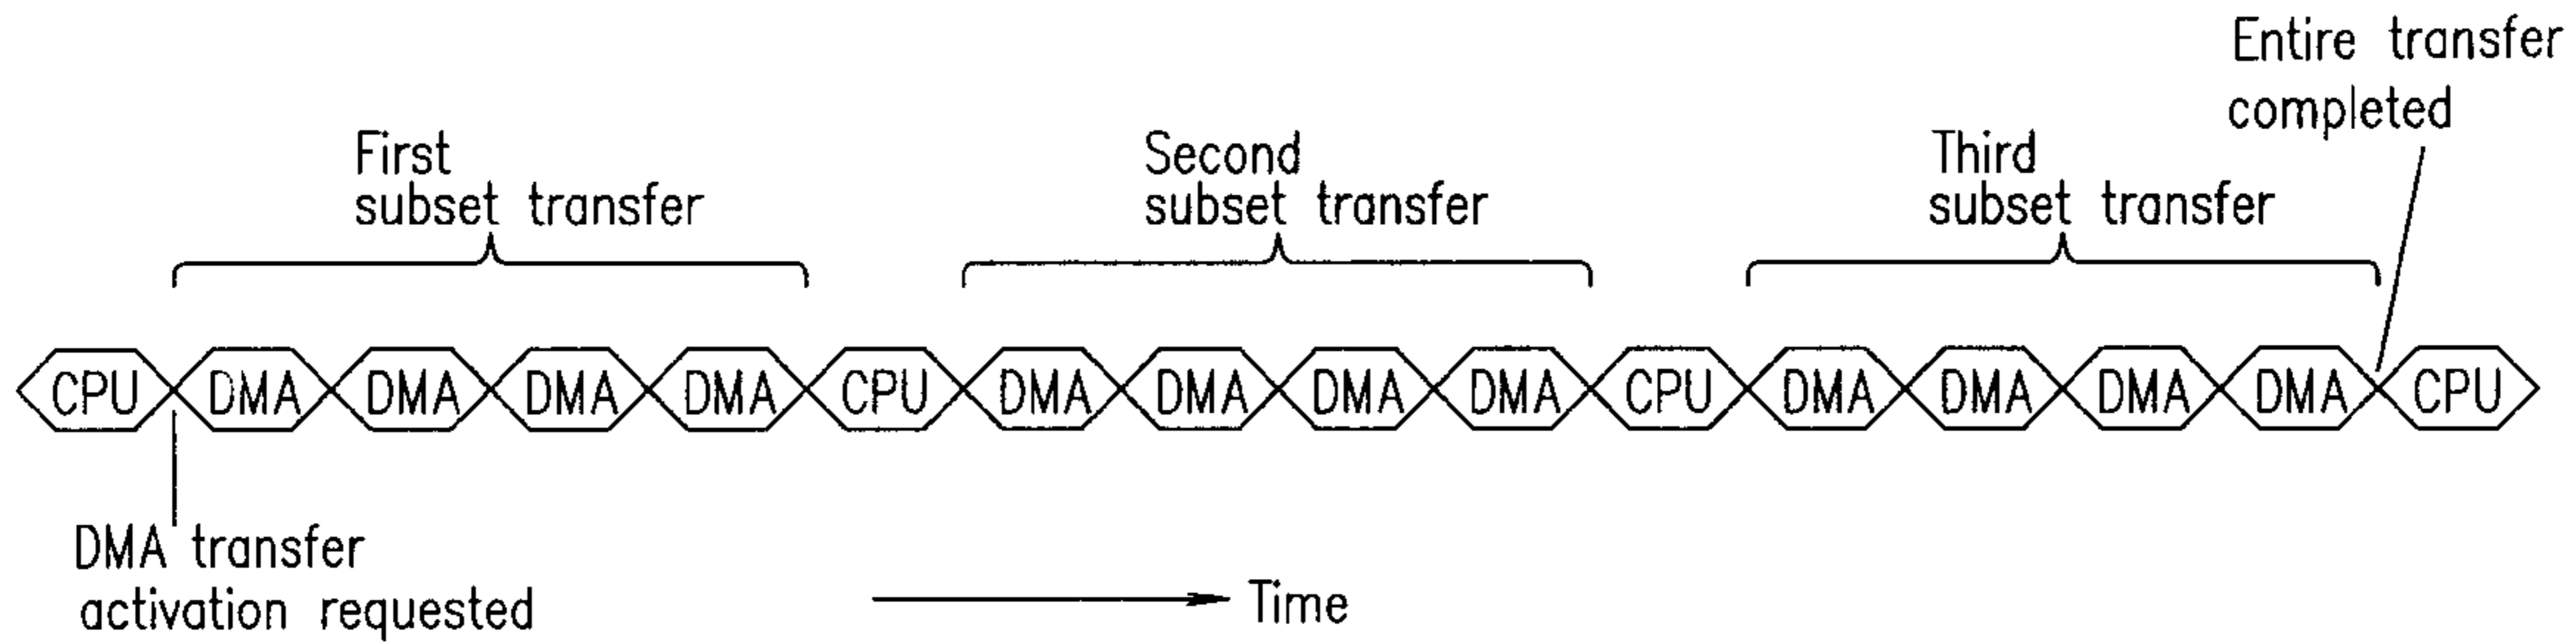 Entire transfer
completed
First
subset transfer
Second
subset transfer
Third
subset transfer
CPU DMA DMA DMA DMA CPU DMA DMA DMA DMA CPU DMA DMA DMA DMA CPU
DMA transfer
activation requested
Time